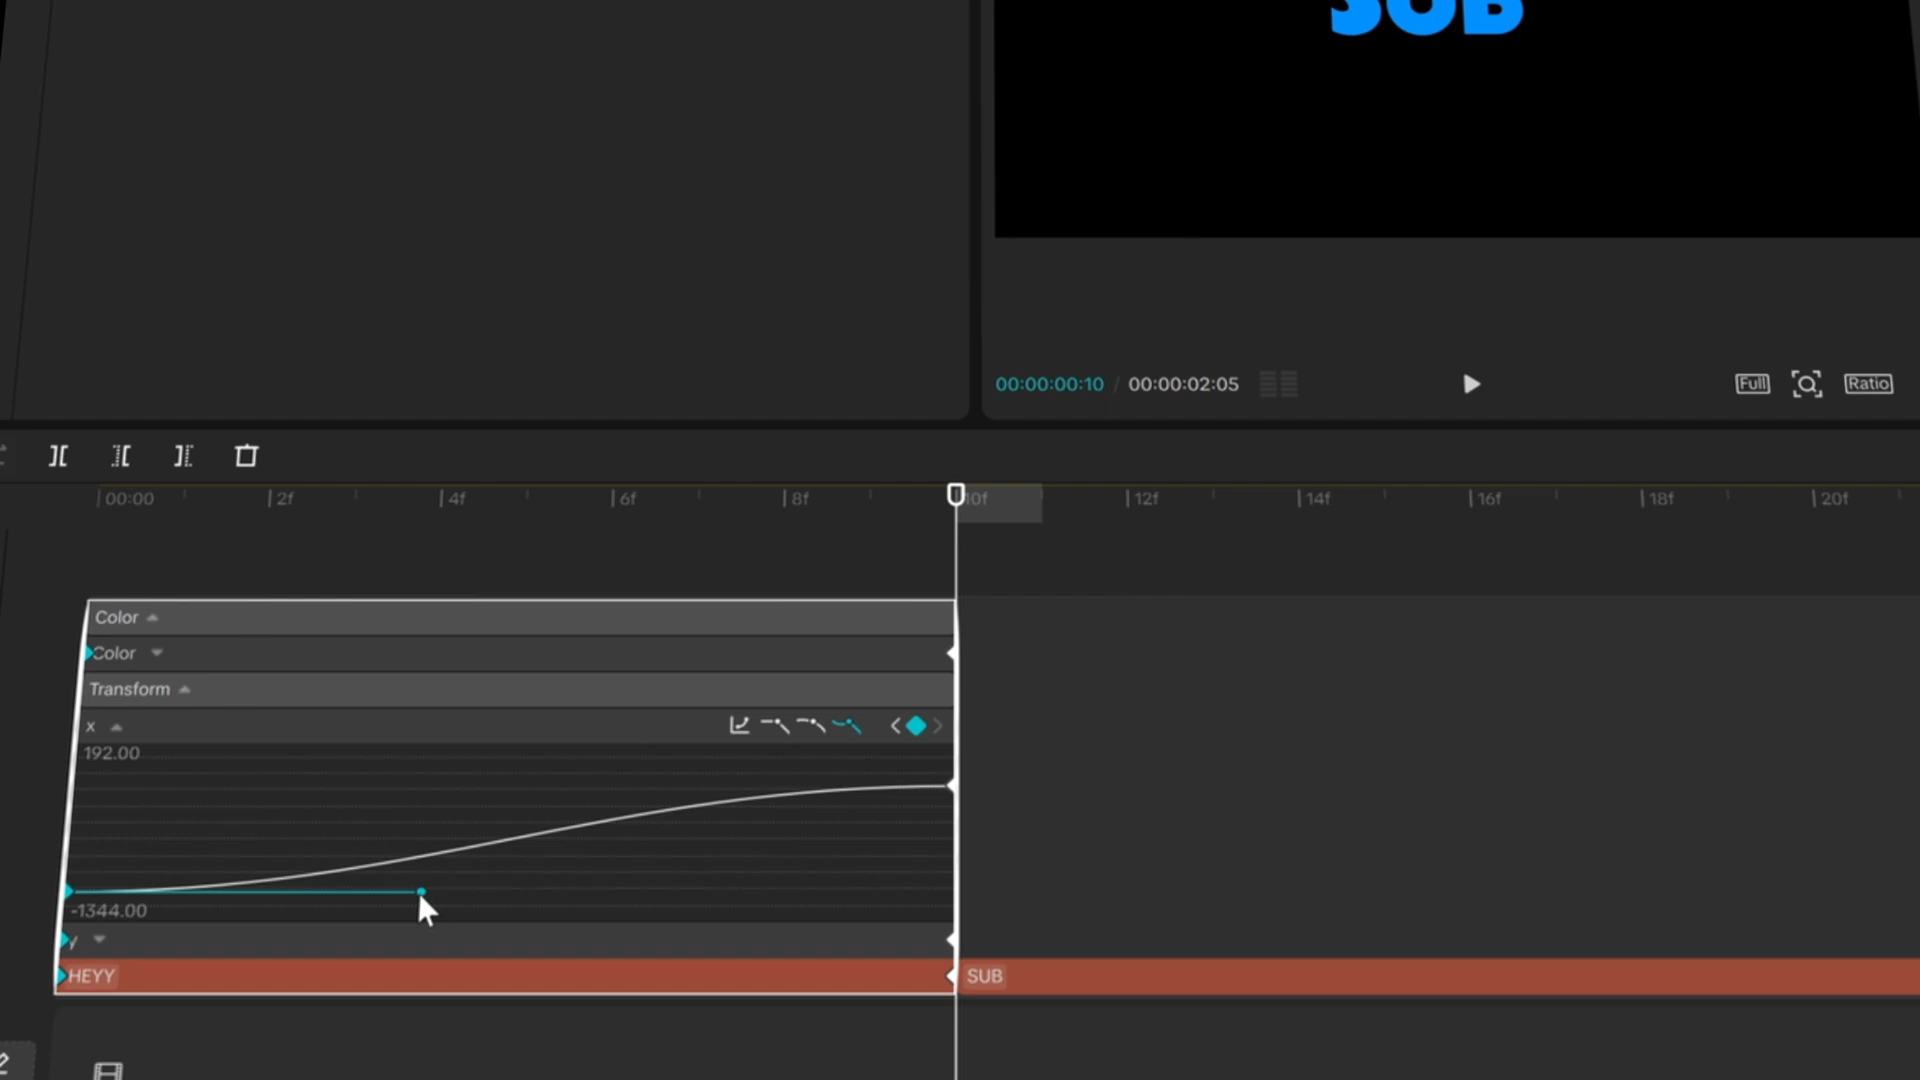 SUB
00:00:00:10 / 00:00:02:05
Full
Ratio
00:00 2f 4f 6f 8f 10f 12f 14f 16f 18f 20f
Color
Color
Transform
x
192.00
-1344.00
y
HEYY
SUB